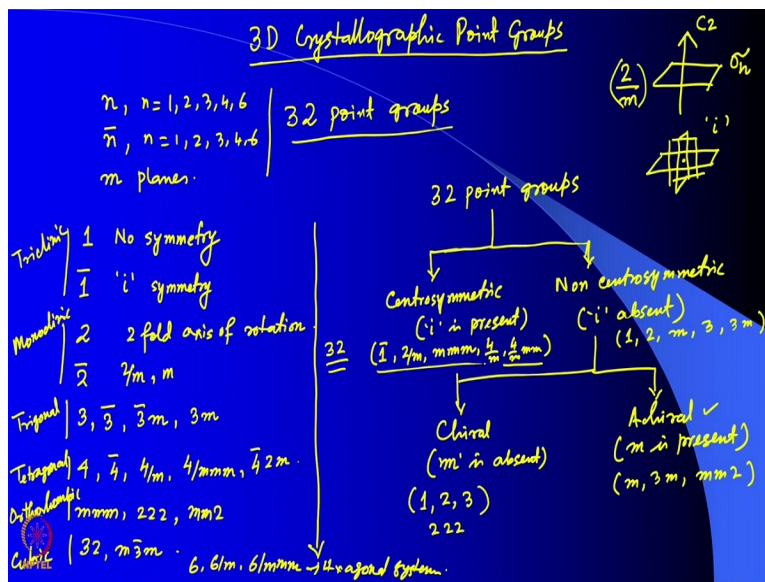 3D Crystallographic Point Groups
C2
(2/m)
σh
'i'
n, n=1,2,3,4,6
n̄, n=1,2,3,4,6
m planes.
32 point groups
32 point groups
Centrosymmetric
('i' is present)
(1̄, 2/m, mmm, 4/m, 4/m mm)
Non centrosymmetric
('i' absent)
(1, 2, m, 3, 3m)
Chiral
('m' is absent)
(1, 2, 3)
222
Achiral ✓
(m is present)
(m, 3m, mm2)
Triclinic
1 No symmetry
1̄ 'i' symmetry
Monoclinic
2 2 fold axis of rotation.
2̄ 2/m, m
32
Trigonal 3, 3̄, 3̄m, 3m
Tetragonal 4, 4̄, 4/m, 4/mmm, 4̄2m.
Orthorhombic mmm, 222, mm2
Cubic 32, m3̄m.
6, 6/m, 6/mmm → Hexagonal system.
NPTEL